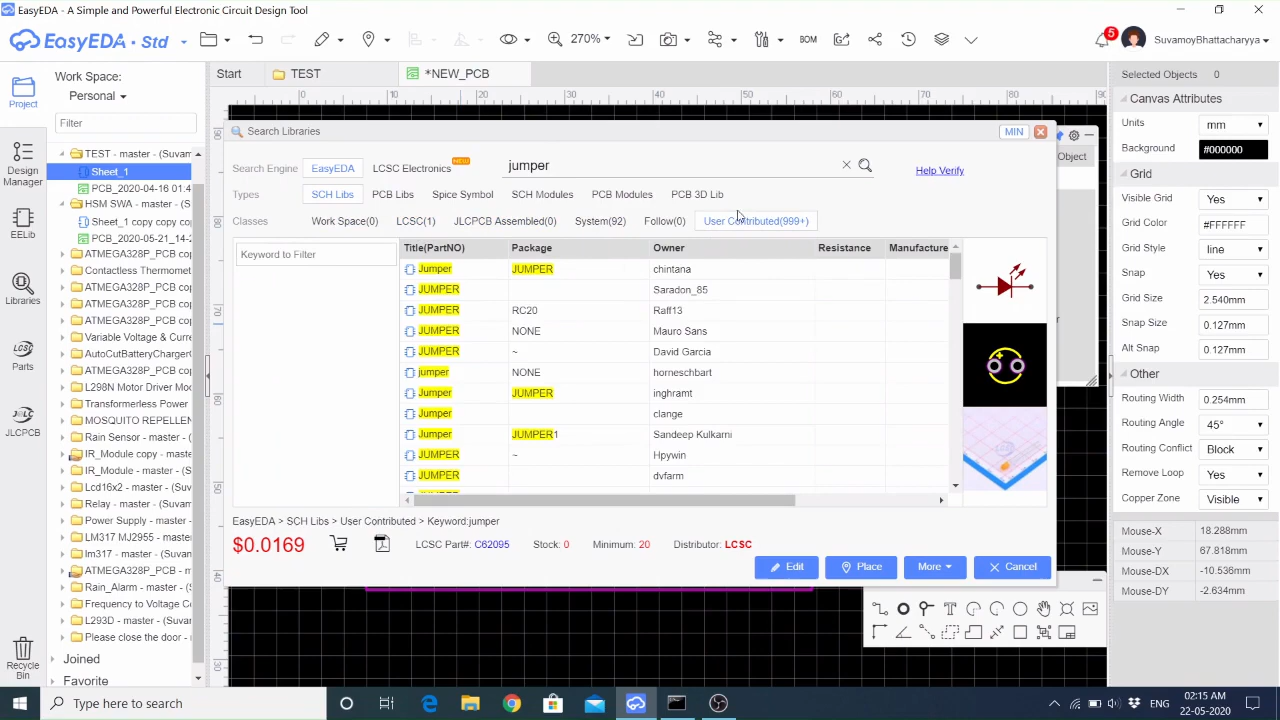 EasyEDA - A Simple and Powerful Electronic Circuit Design Tool
EasyEDA · Std
270%
BOM
5
SuvamoyBhattacharyya
Work Space:
Personal
Filter
Start
TEST
*NEW_PCB
Selected Objects 0
Project
Design Manager
EELib
Libraries
Parts
JLCPCB
Recycle Bin
TEST - master - (Suvam
Sheet_1
PCB_2020-04-16 01:4
HSM SWA - master - (
Sheet_1 copy copy co
PCB_2020-05-21_14-2
ATMEGA328P_PCB cop
Contactless Thermomet
ATMEGA328P_PCB cop
ATMEGA328P_PCB cop
ATMEGA328P_PCB cop
Variable Voltage & Curre
AutoCutBatteryCharger(
L298N Motor Driver Mod
Transformerless Power
MOSQUITO REPELLEN
Rain Sensor - master - (
IR_Module copy - maste
IR_Module - master - (S
Lcd16x2 - master - (Suv
Relay - master - (Suvam
Power Supply - master -
LM317 MJ2955 - master
lm317 - master - (Suvam
ATMEGA328P_PCB - m
Rain_Alarm - master - (
Frequency to Voltage Co
L293D - master - (Suvam
Please close the door - (
Joined
Favorite
0 10 20 30 40 50 60 70 80 90
Search Libraries
MIN
Search Engine EasyEDA LCSC Electronics
jumper
Help Verify
Types SCH Libs PCB Libs Spice Symbol SCH Modules PCB Modules PCB 3D Lib
Classes Work Space(0) LCSC(1) JLCPCB Assembled(0) System(92) Follow(0) User Contributed(999+)
Keyword to Filter
Title(PartNO) Package Owner Resistance Manufacture
Jumper JUMPER chintana
JUMPER Saradon_85
JUMPER RC20 Raff13
JUMPER NONE Mauro Sans
JUMPER ~ David Garcia
jumper NONE horneschbart
Jumper JUMPER inghramt
Jumper clange
Jumper JUMPER1 Sandeep Kulkarni
JUMPER ~ Hpywin
JUMPER dvfarm
EasyEDA > SCH Libs > User Contributed > Keyword:jumper
$0.0169
LCSC Part#: C62095 Stock: 0 Minimum: 20 Distributor: LCSC
Edit Place More Cancel
Object
Canvas Attributes
Units mm
Background #000000
Grid
Visible Grid Yes
Grid Color #FFFFFF
Grid Style line
Snap Yes
Grid Size 2.540mm
Snap Size 0.127mm
Alt Snap 0.127mm
Other
Routing Width 0.254mm
Routing Angle 45°
Routing Conflict Block
Remove Loop Yes
Copper Zone Visible
Mouse-X 18.288mm
Mouse-Y 67.818mm
Mouse-DX -10.536mm
Mouse-DY -2.634mm
Type here to search
ENG
02:15 AM
22-05-2020